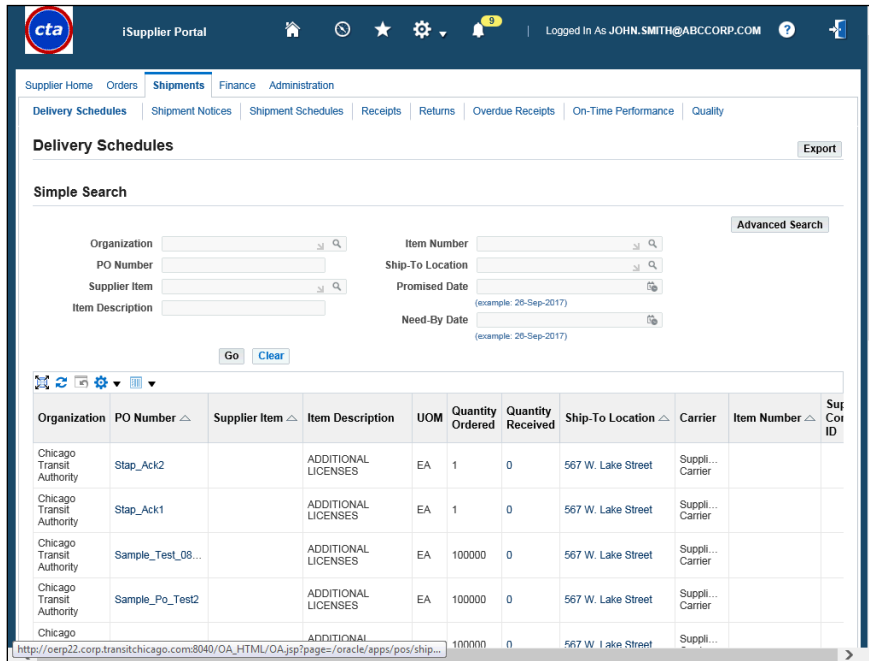 cta
iSupplier Portal
9
Logged In As JOHN.SMITH@ABCCORP.COM
?
Supplier Home Orders Shipments Finance Administration
Delivery Schedules Shipment Notices Shipment Schedules Receipts Returns Overdue Receipts On-Time Performance Quality
Delivery Schedules
Export
Simple Search
Advanced Search
Organization
Item Number
PO Number
Ship-To Location
Supplier Item
Promised Date
(example: 26-Sep-2017)
Item Description
Need-By Date
(example: 26-Sep-2017)
Go Clear
Organization PO Number Supplier Item Item Description UOM Quantity Ordered Quantity Received Ship-To Location Carrier Item Number ID
Chicago
Transit
Authority
Stap_Ack2
ADDITIONAL
LICENSES
EA 1 0 567 W. Lake Street
Suppli...
Carrier
Chicago
Transit
Authority
Stap_Ack1
ADDITIONAL
LICENSES
EA 1 0 567 W. Lake Street
Suppli...
Carrier
Chicago
Transit
Authority
Sample_Test_08...
ADDITIONAL
LICENSES
EA 100000 0 567 W. Lake Street
Suppli...
Carrier
Chicago
Transit
Authority
Sample_Po_Test2
ADDITIONAL
LICENSES
EA 100000 0 567 W. Lake Street
Suppli...
Carrier
Chicago
ADDITIONAL
100000 0 567 W. Lake Street
Suppli...
http://oerp22.corp.transitchicago.com:8040/OA_HTML/OA.jsp?page=/oracle/apps/pos/ship...